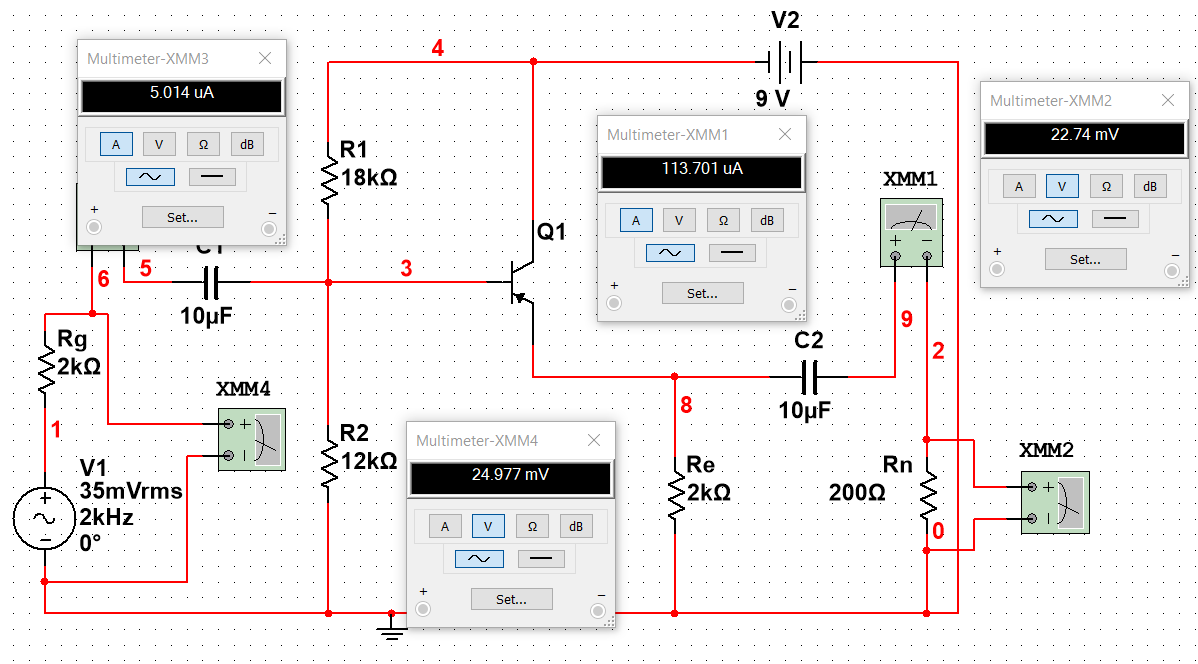 V2
9 V
4
Multimeter-XMM3
5.014 uA
A V Ω dB
Set...
+ −
Multimeter-XMM1
113.701 uA
A V Ω dB
Set...
+ −
Multimeter-XMM2
22.74 mV
A V Ω dB
Set...
+ −
R1
18kΩ
XMM1
+ −
Q1
C1
10µF
6
5
3
9
2
C2
10µF
8
Rg
2kΩ
1
XMM4
+
R2
12kΩ
Multimeter-XMM4
24.977 mV
A V Ω dB
Set...
+ −
V1
35mVrms
2kHz
0°
+
−
Re
2kΩ
Rn
200Ω
0
XMM2
+